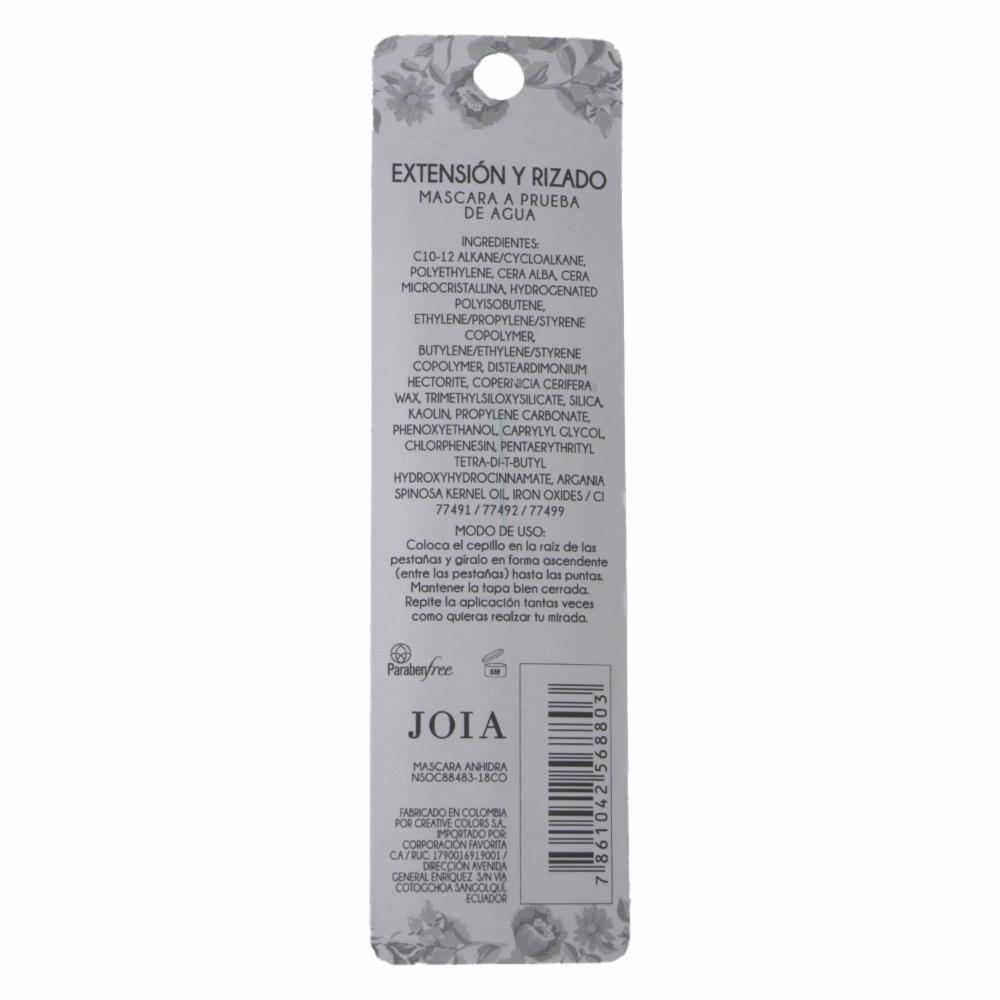 EXTENSIÓN Y RIZADO
MASCARA A PRUEBA
DE AGUA
INGREDIENTES:
C10-12 ALKANE/CYCLOALKANE,
POLYETHYLENE, CERA ALBA, CERA
MICROCRISTALLINA, HYDROGENATED
POLYISOBUTENE,
ETHYLENE/PROPYLENE/STYRENE
COPOLYMER,
BUTYLENE/ETHYLENE/STYRENE
COPOLYMER, DISTEARDIMONIUM
HECTORITE, COPERNICIA CERIFERA
WAX, TRIMETHYLSILOXYSILICATE, SILICA,
KAOLIN, PROPYLENE CARBONATE,
PHENOXYETHANOL, CAPRYLYL GLYCOL,
CHLORPHENESIN, PENTAERYTHRITYL
TETRA-DI-T-BUTYL
HYDROXYHYDROCINNAMATE, ARGANIA
SPINOSA KERNEL OIL, IRON OXIDES / CI
77491 / 77492 / 77499
MODO DE USO:
Coloca el cepillo en la raíz de las
pestañas y gíralo en forma ascendente
(entre las pestañas) hasta las puntas.
Mantener la tapa bien cerrada.
Repite la aplicación tantas veces
como quieras realzar tu mirada.
Parabenfree
6M
JOIA
MASCARA ANHIDRA
NSOC88483-18CO
FABRICADO EN COLOMBIA
POR CREATIVE COLORS S.A.,
IMPORTADO POR:
CORPORACIÓN FAVORITA
C.A / RUC: 1790016919001 /
DIRECCIÓN AVENIDA
GENERAL ENRÍQUEZ S/N VÍA
COTOGCHOA SANGOLQUÍ,
ECUADOR
7861042568803